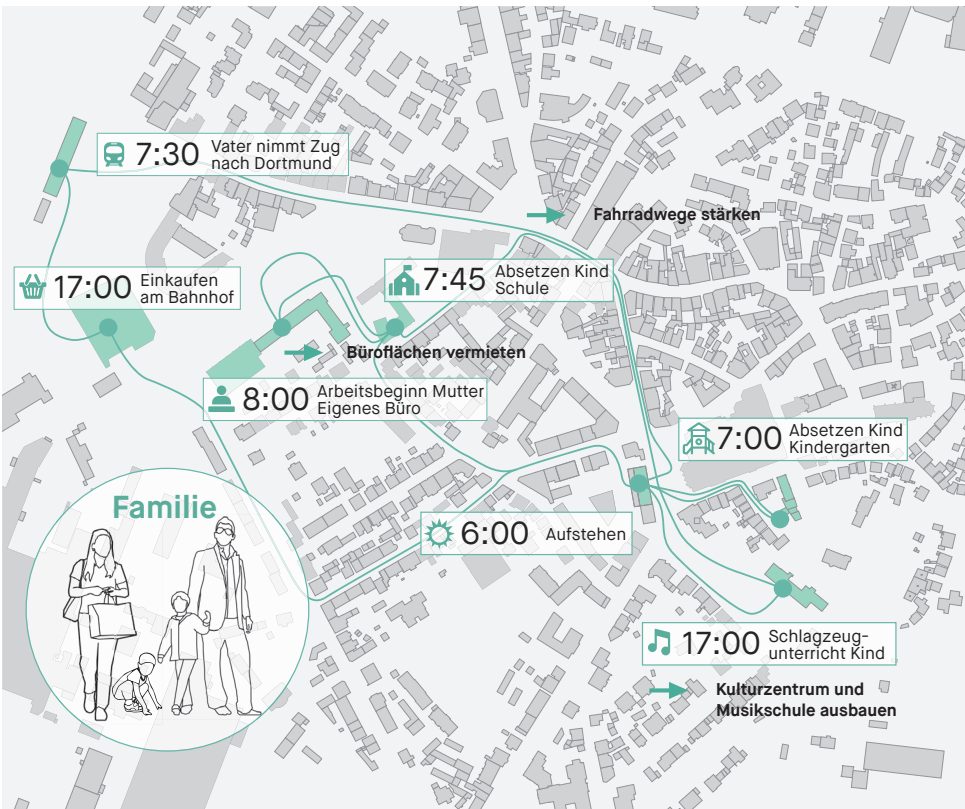 7:30 Vater nimmt Zug
nach Dortmund
Fahrradwege stärken
17:00 Einkaufen
am Bahnhof
7:45 Absetzen Kind
Schule
Büroflächen vermieten
8:00 Arbeitsbeginn Mutter
Eigenes Büro
7:00 Absetzen Kind
Kindergarten
Familie
6:00 Aufstehen
17:00 Schlagzeug-
unterricht Kind
Kulturzentrum und
Musikschule ausbauen